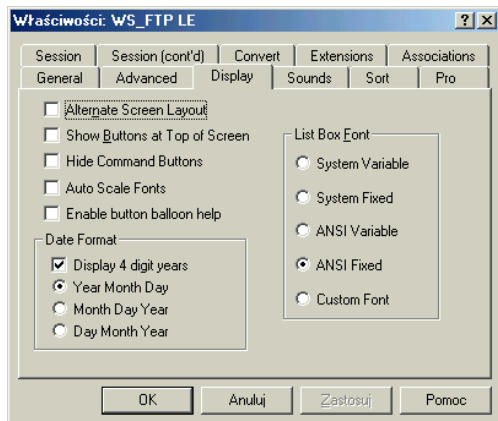 Właściwości: WS_FTP LE
Session Session (cont'd) Convert Extensions Associations
General Advanced Display Sounds Sort Pro
Alternate Screen Layout
Show Buttons at Top of Screen
Hide Command Buttons
Auto Scale Fonts
Enable button balloon help
Date Format
Display 4 digit years
Year Month Day
Month Day Year
Day Month Year
List Box Font
System Variable
System Fixed
ANSI Variable
ANSI Fixed
Custom Font
OK Anuluj Zastosuj Pomoc